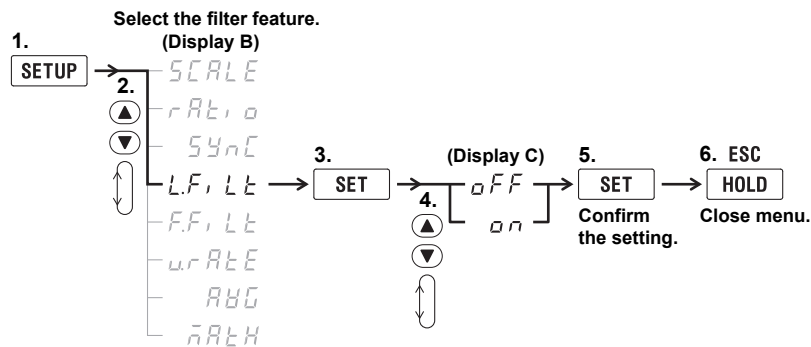 Select the filter feature.
(Display B)
1.
SETUP
2.
SCALE
rAtio
SYnC
L.FiLt
F.FiLt
u.rAtE
AVG
mAtH
3.
SET
(Display C)
4.
oFF
on
5.
SET
Confirm
the setting.
6. ESC
HOLD
Close menu.